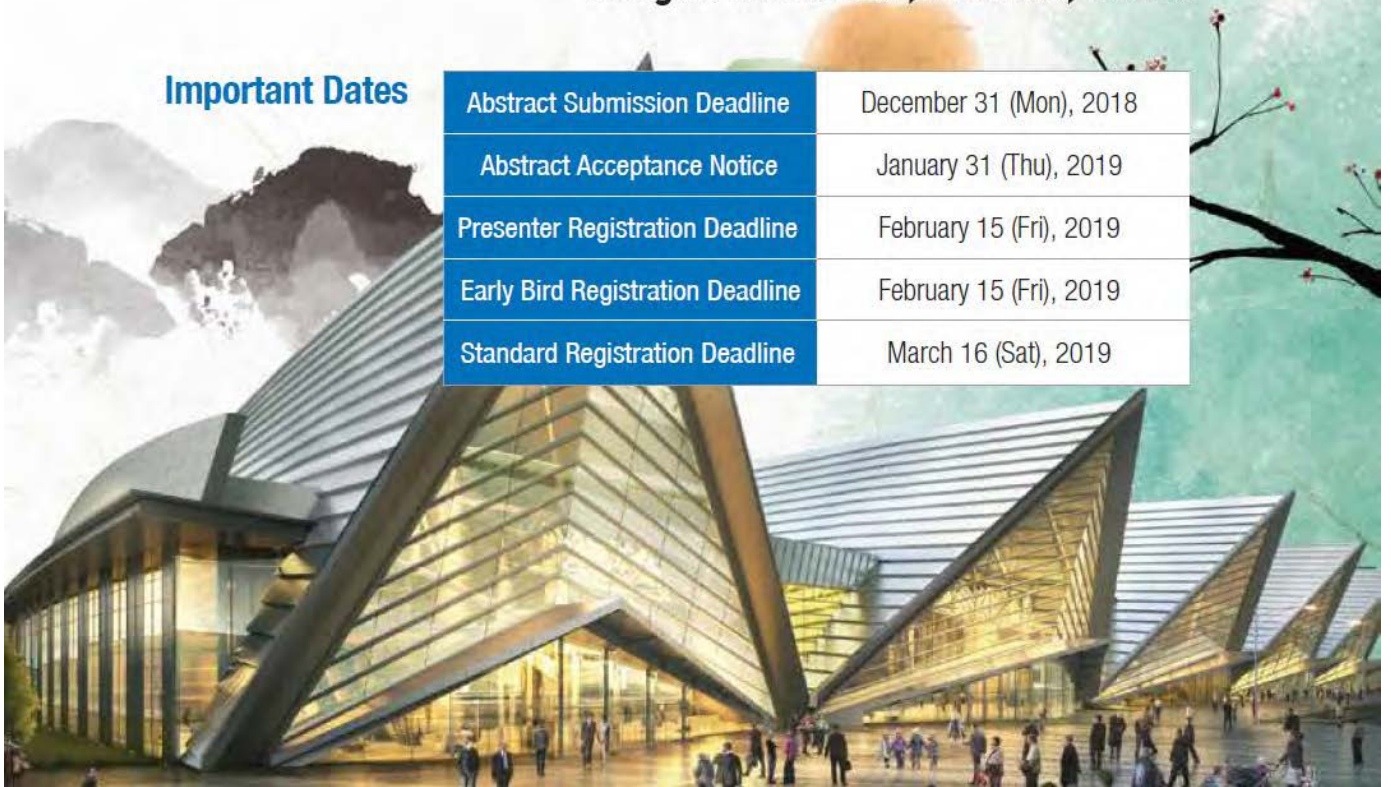 Important Dates
Abstract Submission Deadline December 31 (Mon), 2018
Abstract Acceptance Notice January 31 (Thu), 2019
Presenter Registration Deadline February 15 (Fri), 2019
Early Bird Registration Deadline February 15 (Fri), 2019
Standard Registration Deadline March 16 (Sat), 2019